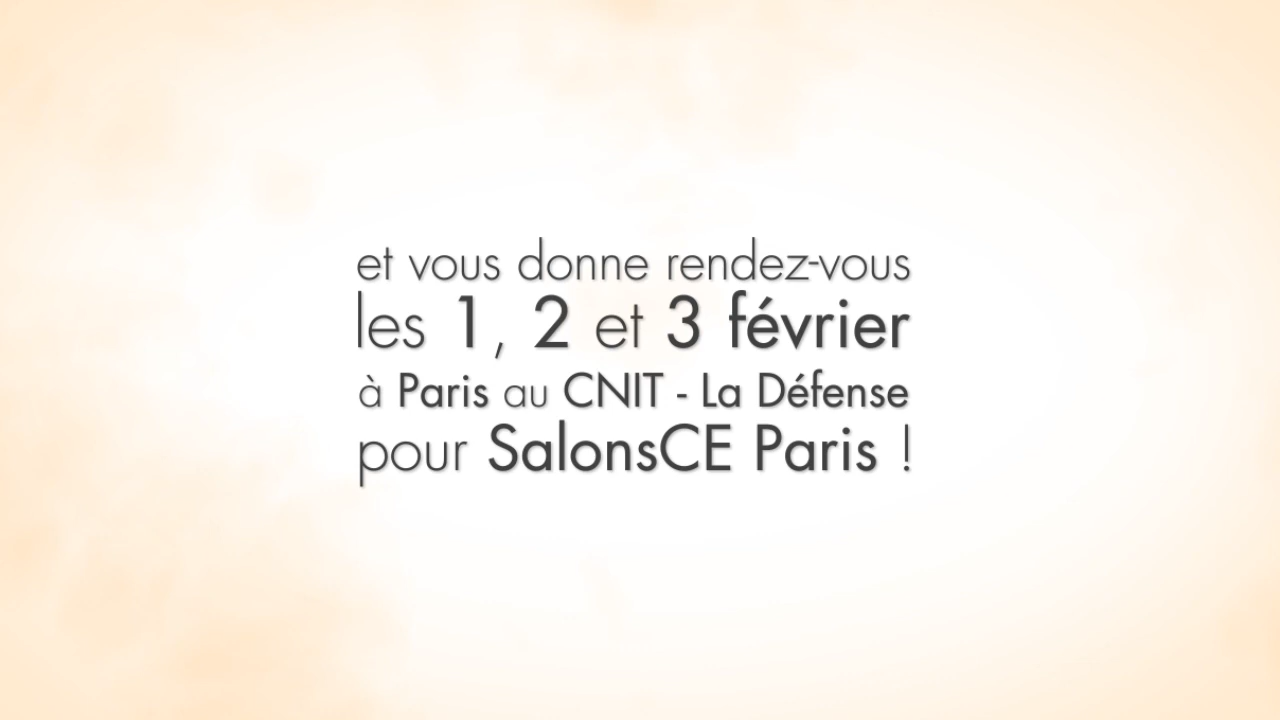 et vous donne rendez-vous
les 1, 2 et 3 février
à Paris au CNIT - La Défense
pour SalonsCE Paris !